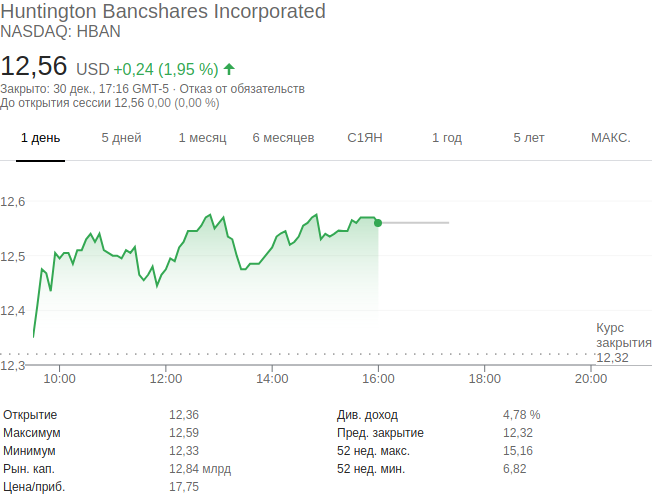 Huntington Bancshares Incorporated
NASDAQ: HBAN
12,56 USD +0,24 (1,95 %)
Закрыто: 30 дек., 17:16 GMT-5 · Отказ от обязательств
До открытия сессии 12,56 0,00 (0,00 %)
1 день 5 дней 1 месяц 6 месяцев С1ЯН 1 год 5 лет МАКС.
12,6
12,5
12,4
Курс
закрытия
12,32
12,3
10:00 12:00 14:00 16:00 18:00 20:00
Открытие 12,36 Див. доход 4,78 %
Максимум 12,59 Пред. закрытие 12,32
Минимум 12,33 52 нед. макс. 15,16
Рын. кап. 12,84 млрд 52 нед. мин. 6,82
Цена/приб. 17,75